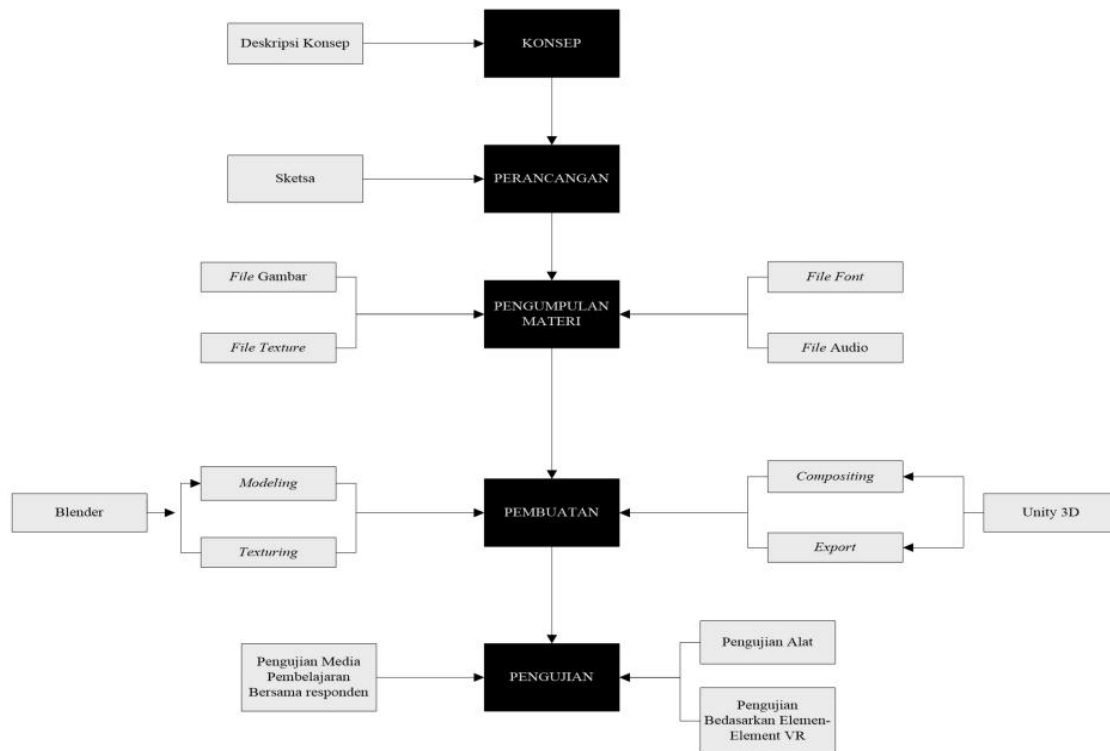 Deskripsi Konsep
KONSEP
Sketsa
PERANCANGAN
File Gambar
File Texture
PENGUMPULAN
MATERI
File Font
File Audio
Blender
Modeling
Texturing
PEMBUATAN
Compositing
Export
Unity 3D
Pengujian Media
Pembelajaran
Bersama responden
PENGUJIAN
Pengujian Alat
Pengujian
Bedasarkan Elemen-
Element VR